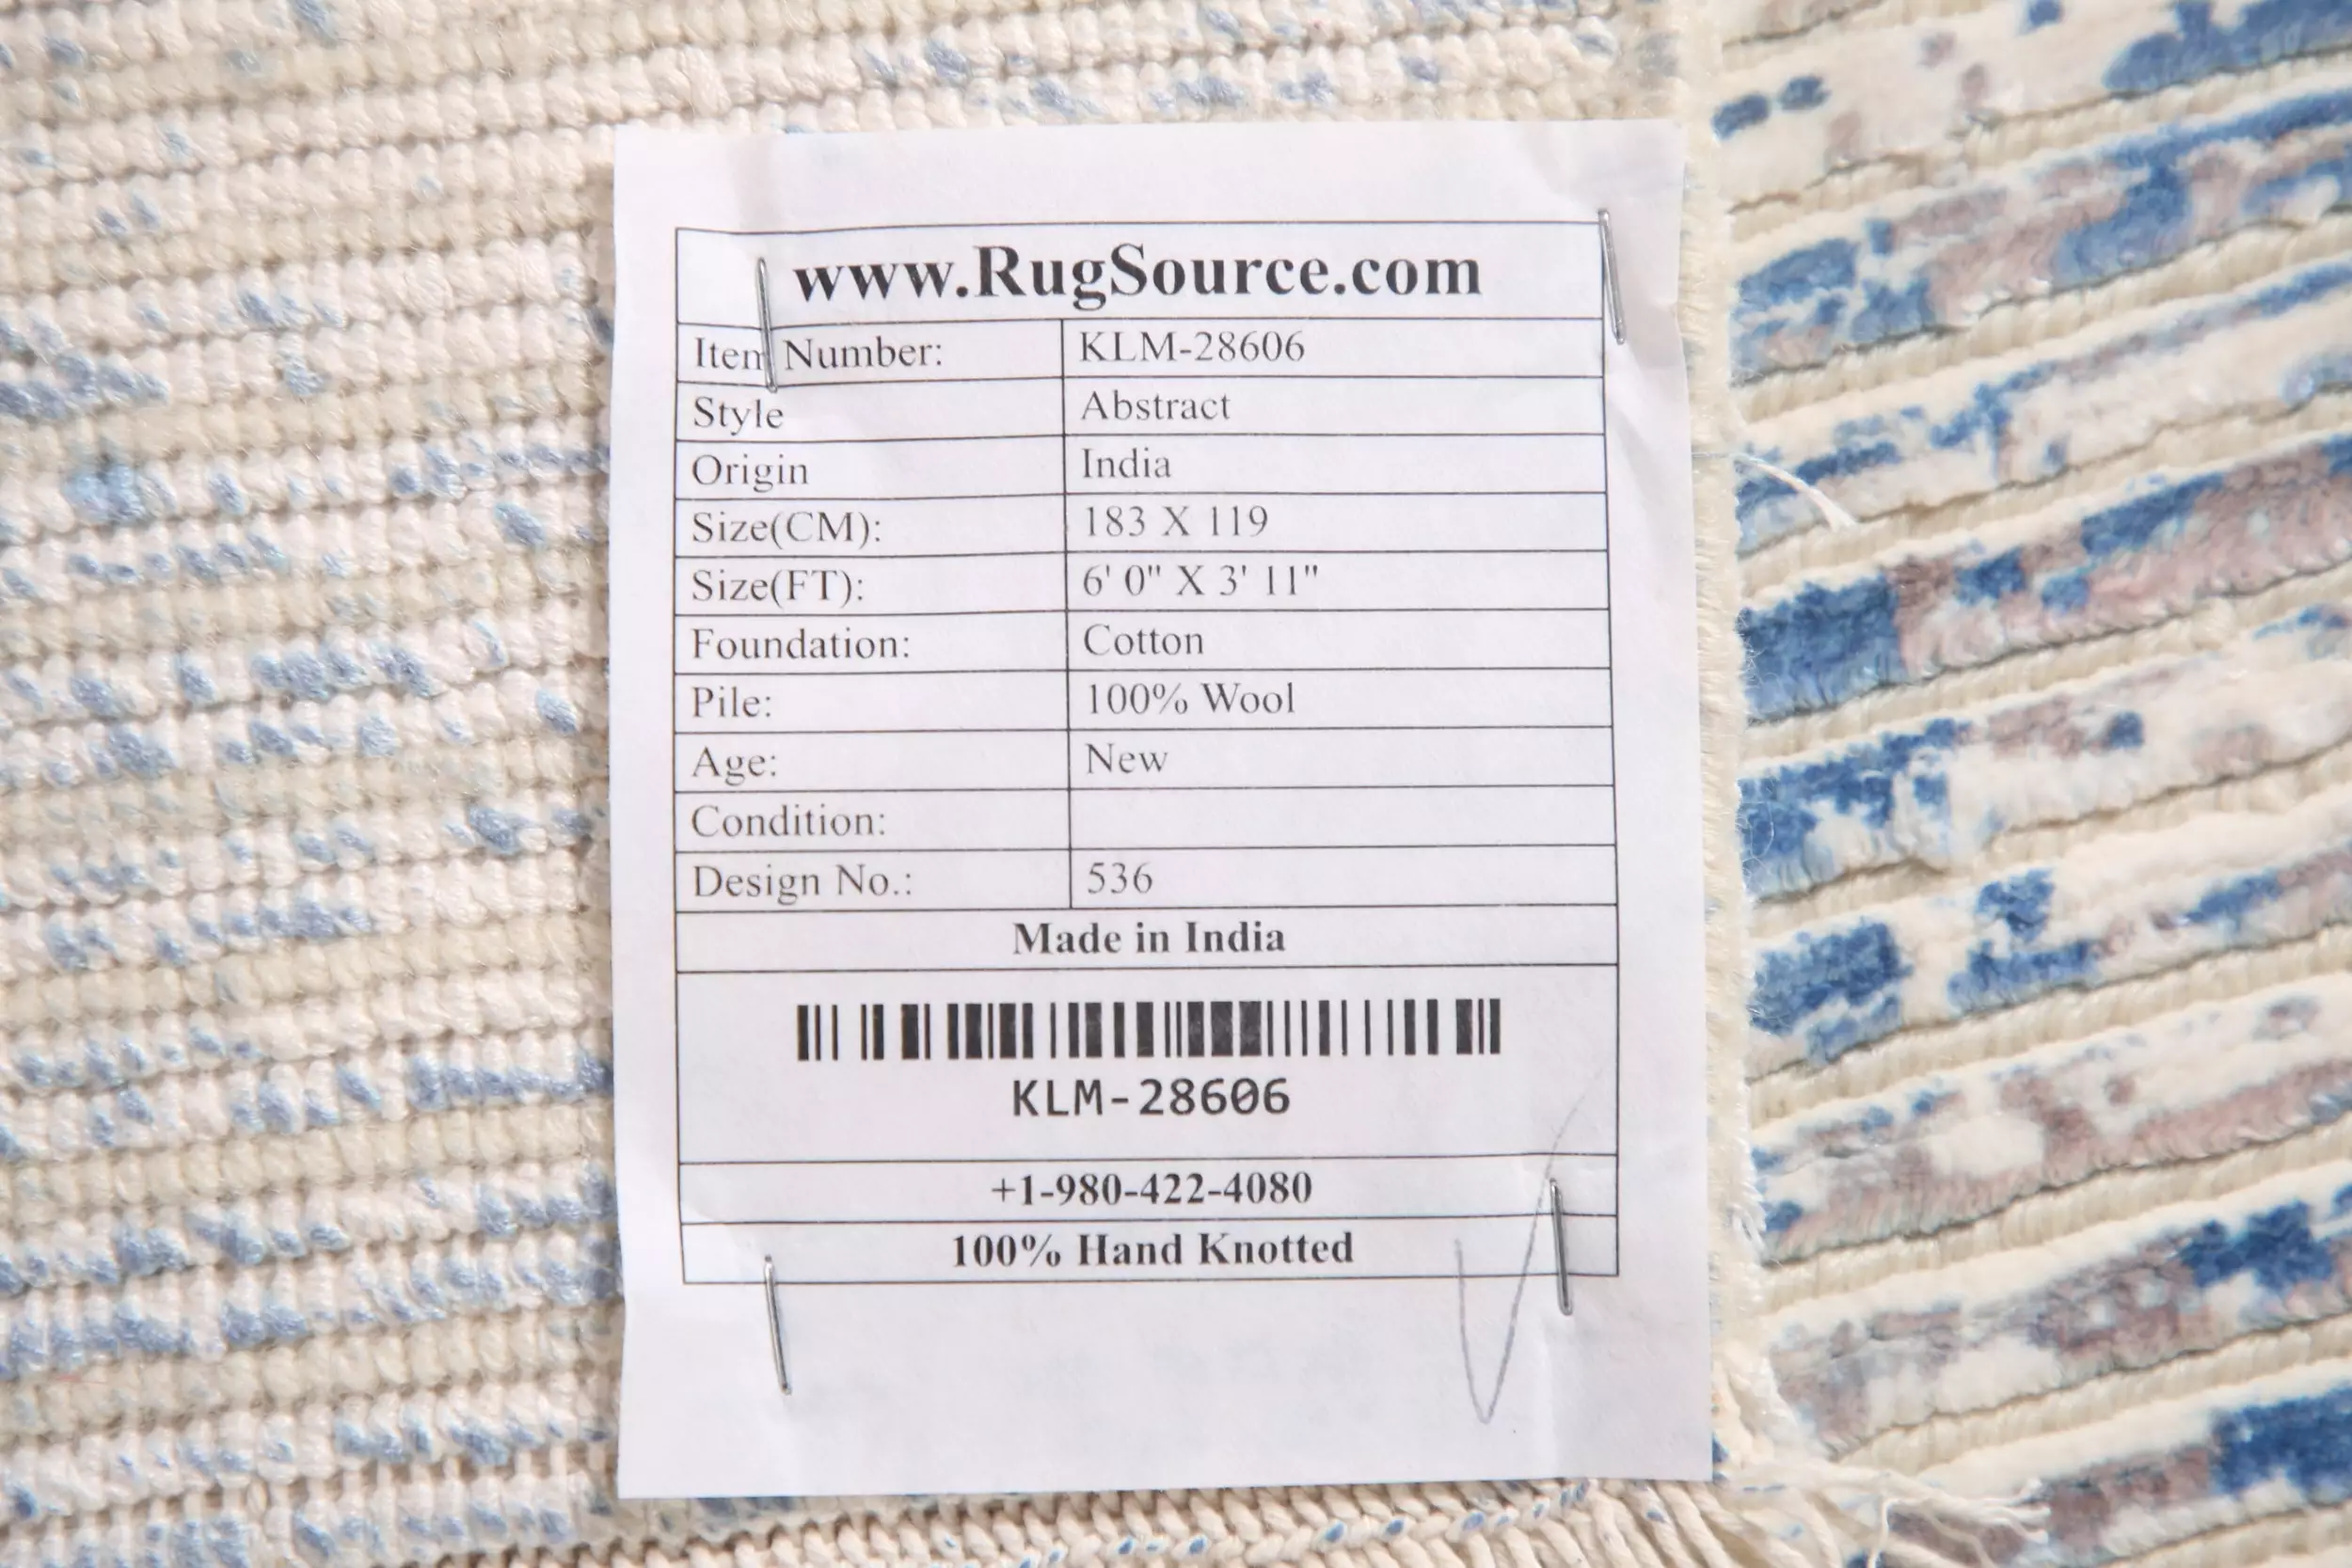 www.RugSource.com
Item Number: KLM-28606
Style Abstract
Origin India
Size(CM): 183 X 119
Size(FT): 6' 0" X 3' 11"
Foundation: Cotton
Pile: 100% Wool
Age: New
Condition:
Design No.: 536
Made in India
KLM-28606
+1-980-422-4080
100% Hand Knotted